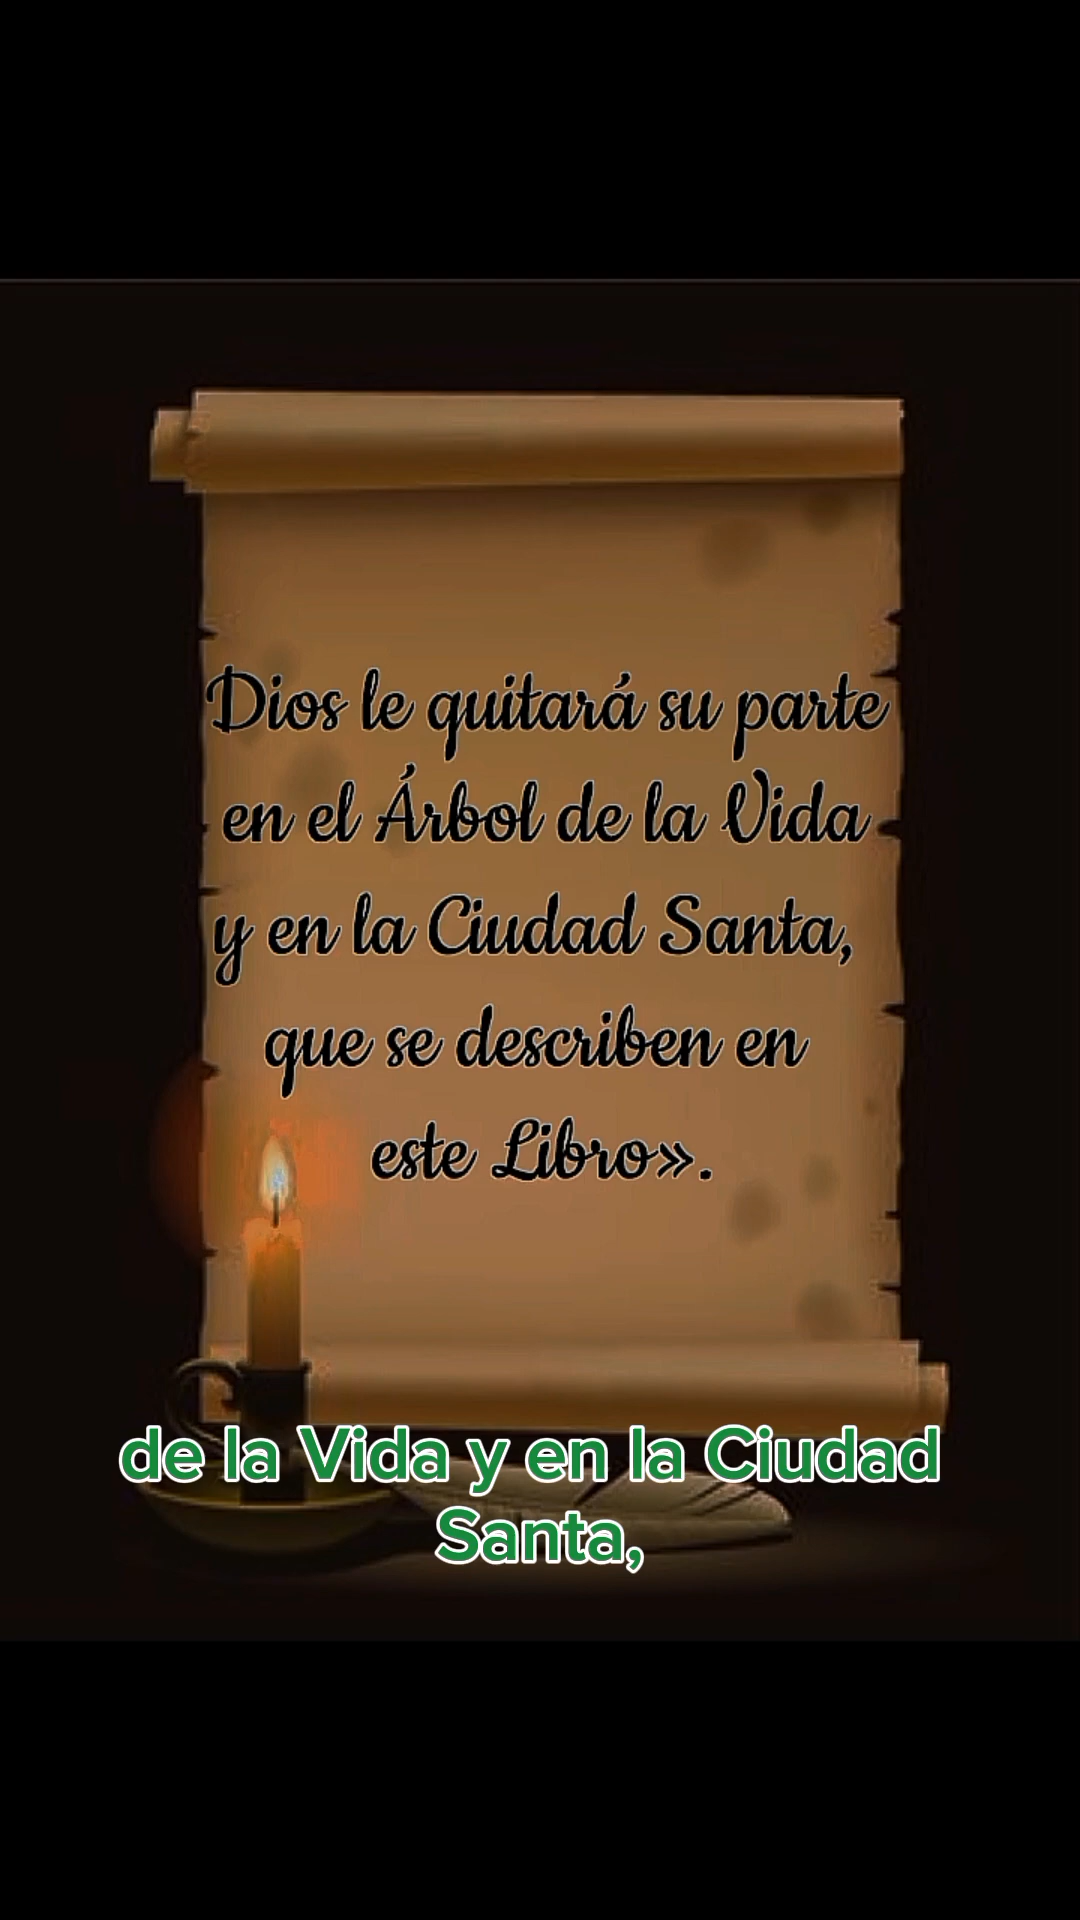 Dios le quitará su parte
en el Árbol de la Vida
y en la Ciudad Santa,
que se describen en
este Libro».
de la Vida y en la Ciudad
Santa,